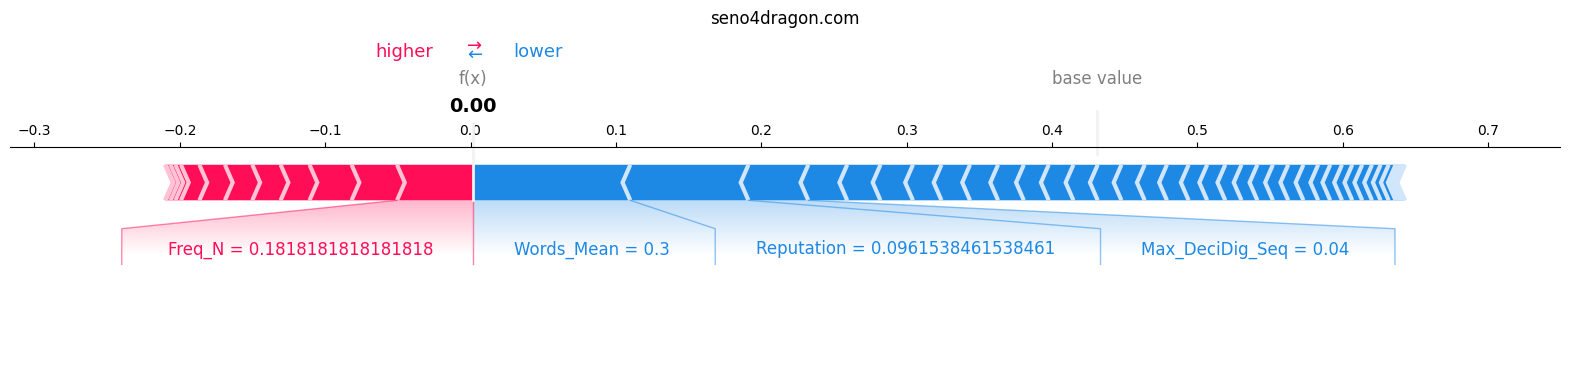 seno4dragon.com
higher → ← lower
f(x) base value
0.00
−0.3 −0.2 −0.1 0.0 0.1 0.2 0.3 0.4 0.5 0.6 0.7
Freq_N = 0.1818181818181818 Words_Mean = 0.3 Reputation = 0.0961538461538461 Max_DeciDig_Seq = 0.04